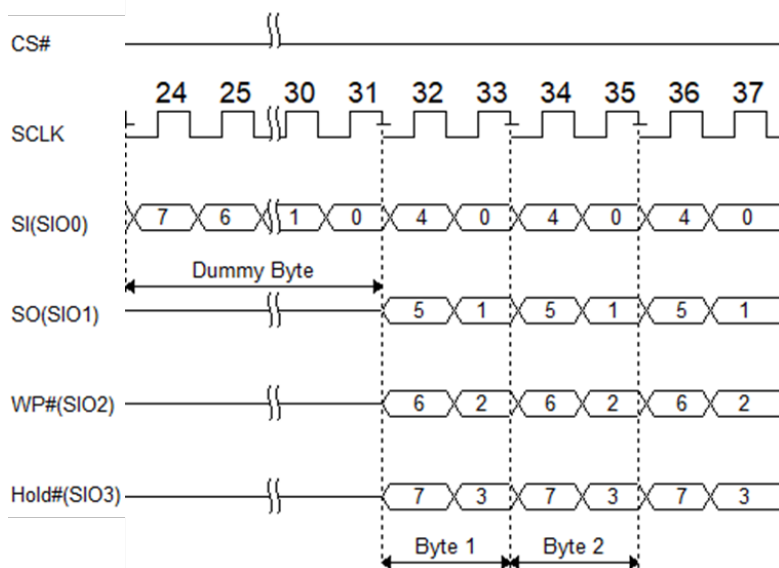 CS#
24 25 30 31 32 33 34 35 36 37
SCLK
SI(SIO0) 7 6 1 0 4 0 4 0 4 0
Dummy Byte
SO(SIO1) 5 1 5 1 5 1
WP#(SIO2) 6 2 6 2 6 2
Hold#(SIO3) 7 3 7 3 7 3
Byte 1 Byte 2